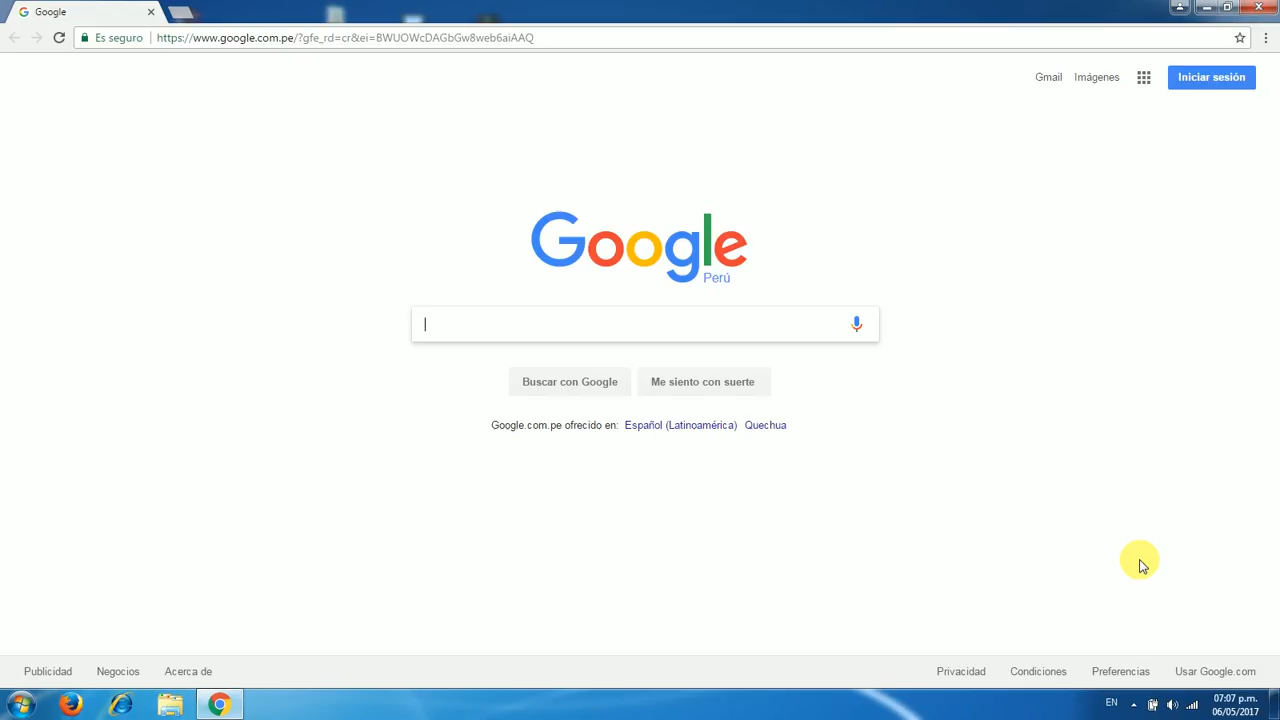 Google
Es seguro
https://www.google.com.pe/?gfe_rd=cr&ei=BWUOWcDAGbGw8web6aiAAQ
Gmail Imágenes Iniciar sesión
Google
Perú
Buscar con Google Me siento con suerte
Google.com.pe ofrecido en: Español (Latinoamérica) Quechua
Publicidad Negocios Acerca de Privacidad Condiciones Preferencias Usar Google.com
EN 07:07 p.m.
06/05/2017